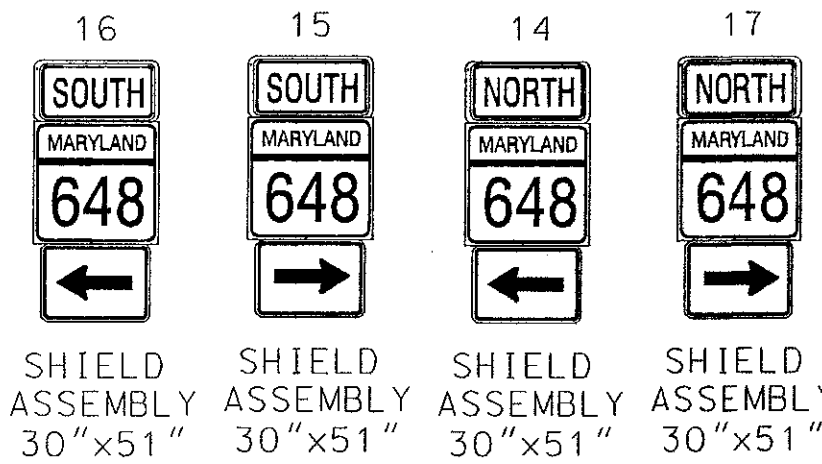 16
SOUTH
MARYLAND
648
SHIELD
ASSEMBLY
30"x51"
15
SOUTH
MARYLAND
648
SHIELD
ASSEMBLY
30"x51"
14
NORTH
MARYLAND
648
SHIELD
ASSEMBLY
30"x51"
17
NORTH
MARYLAND
648
SHIELD
ASSEMBLY
30"x51"